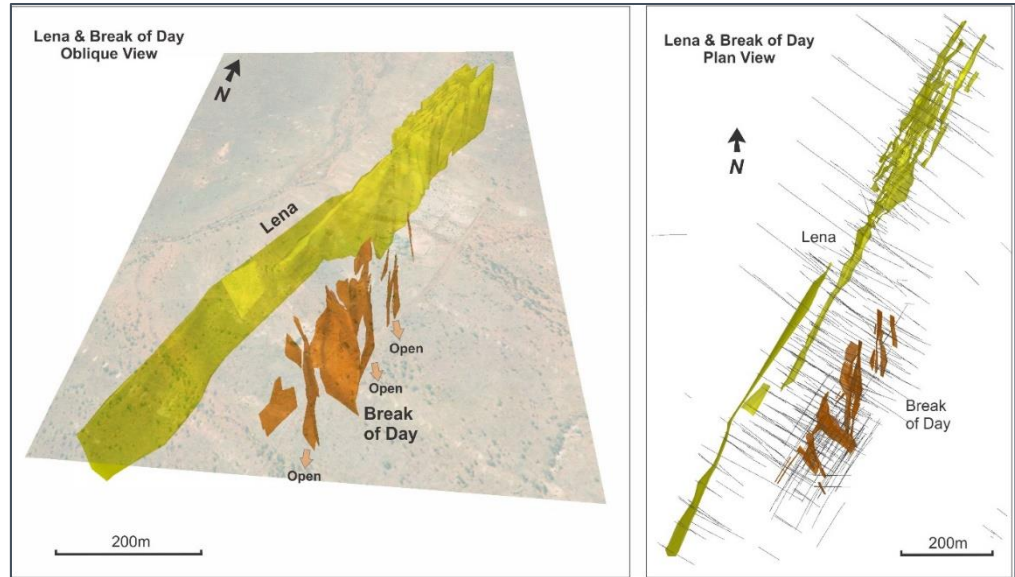 Lena & Break of Day
Oblique View
N
Lena
Open
Open
Break
of Day
Open
200m
Lena & Break of Day
Plan View
N
Lena
Break
of Day
200m